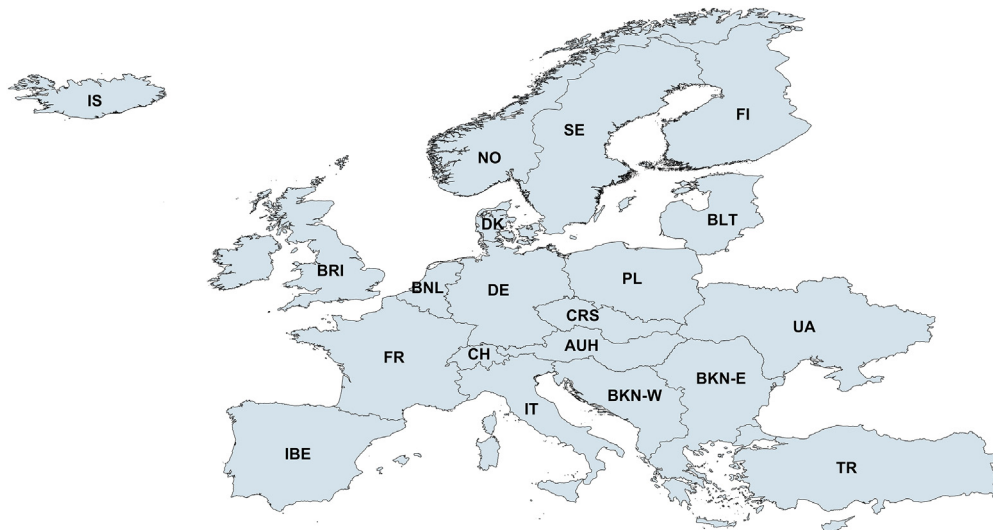 IS
FI
SE
NO
BLT
DK
BRI
PL
BNL
DE
CRS
UA
AUH
CH
FR
BKN-E
BKN-W
IT
IBE
TR